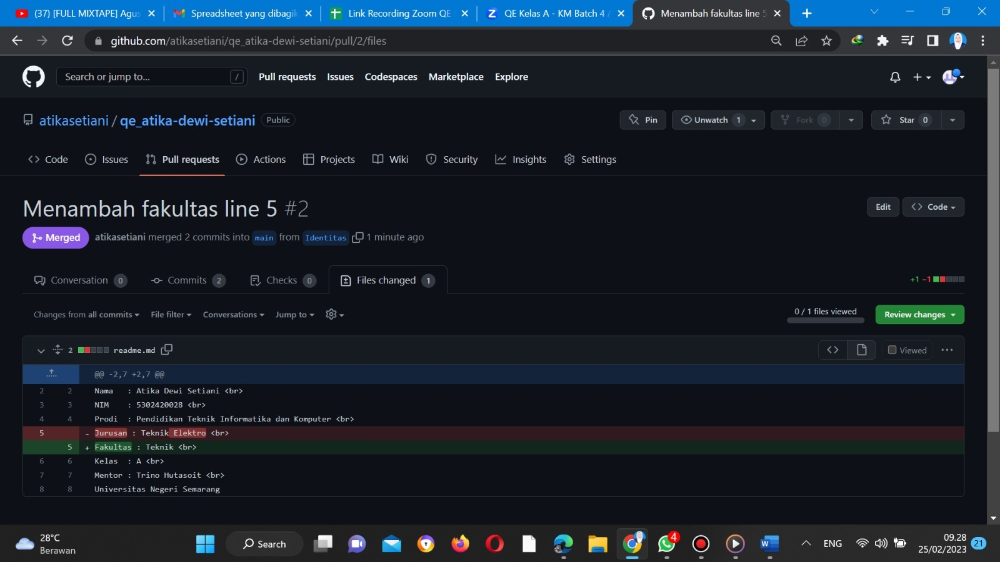 (37) [FULL MIXTAPE] Agus
Spreadsheet yang dibagik
Link Recording Zoom QE
QE Kelas A - KM Batch 4
Menambah fakultas line 5
github.com/atikasetiani/qe_atika-dewi-setiani/pull/2/files
Search or jump to... /
Pull requests Issues Codespaces Marketplace Explore
atikasetiani / qe_atika-dewi-setiani Public
Pin Unwatch 1 Fork 0 Star 0
Code Issues Pull requests Actions Projects Wiki Security Insights Settings
Menambah fakultas line 5 #2
Edit <> Code
Merged atikasetiani merged 2 commits into main from Identitas 1 minute ago
Conversation 0 Commits 2 Checks 0 Files changed 1
+1 −1
Changes from all commits File filter Conversations Jump to
0 / 1 files viewed
Review changes
2 readme.md
Viewed
@@ -2,7 +2,7 @@
2 2 Nama : Atika Dewi Setiani <br>
3 3 NIM : 5302420028 <br>
4 4 Prodi : Pendidikan Teknik Informatika dan Komputer <br>
5 - Jurusan : Teknik Elektro <br>
5 + Fakultas : Teknik <br>
6 6 Kelas : A <br>
7 7 Mentor : Trino Hutasoit <br>
8 8 Universitas Negeri Semarang
28°C
Berawan
Search
4
ENG
09.28
25/02/2023
21